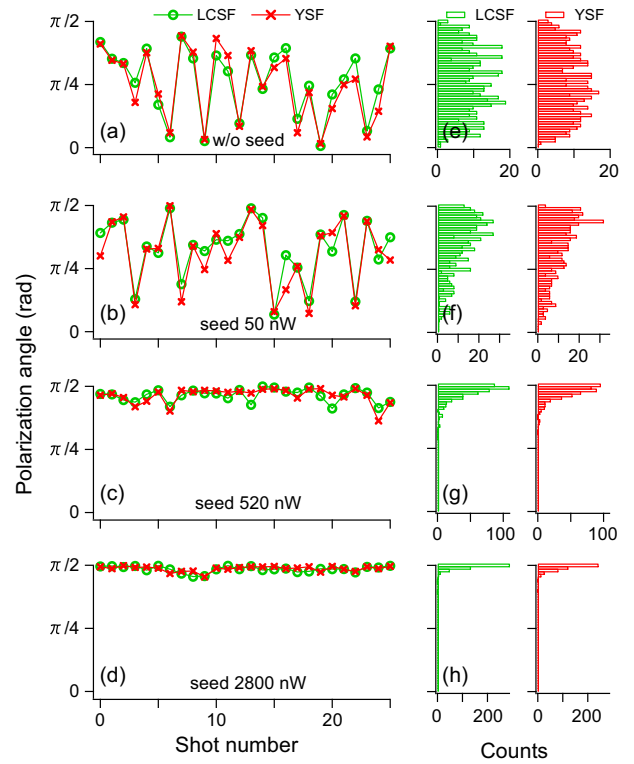 LCSF YSF LCSF YSF
π /2
π /4
0
(a) w/o seed (e)
0 20 0 20
π /2
π /4
0
(b) seed 50 nW (f)
0 20 0 20
π /2
π /4
0
(c) seed 520 nW (g)
0 100 0 100
π /2
π /4
0
(d) seed 2800 nW (h)
0 10 20 0 200 0 200
Polarization angle (rad)
Shot number Counts